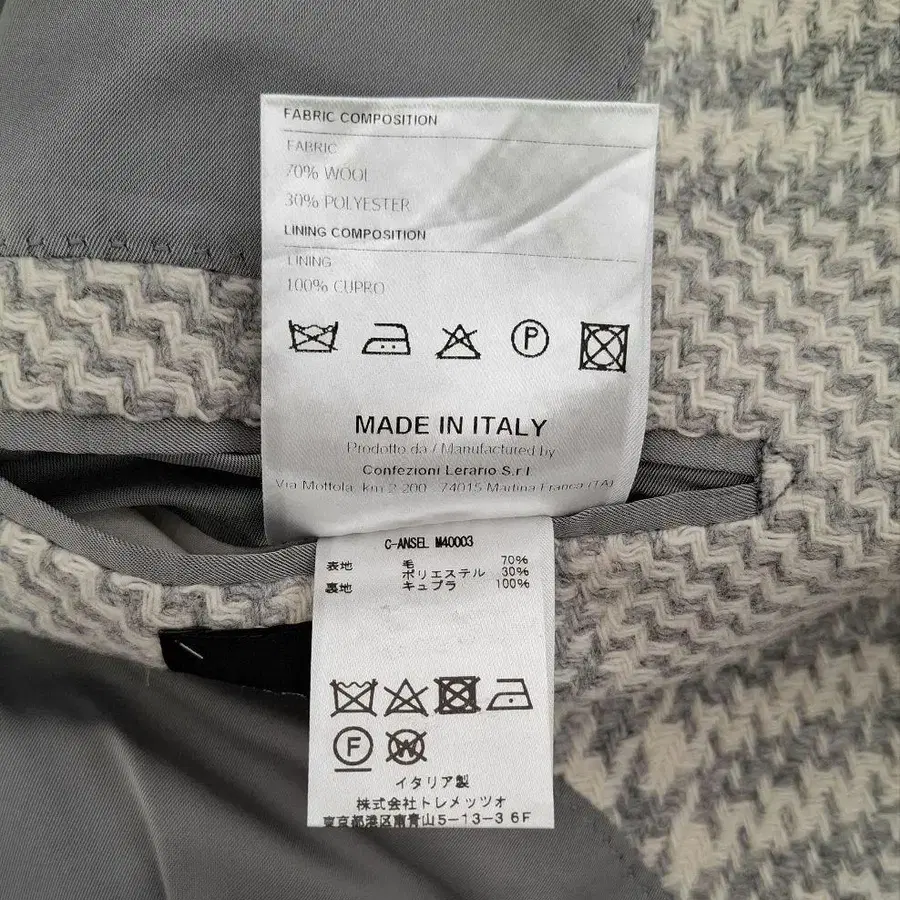 FABRIC COMPOSITION
FABRIC
70% WOOL
30% POLYESTER
LINING COMPOSITION
LINING
100% CUPRO
P
MADE IN ITALY
Prodotto da / Manufactured by
Confezioni Lerario S.r.l
Via Mottola, km 2 200 - 74015 Martina Franca (TA)
C-ANSEL M40003
表地 毛 70%
ポリエステル 30%
裏地 キュプラ 100%
F W
イタリア製
株式会社トレメッツォ
東京都港区南青山5-13-3 6F